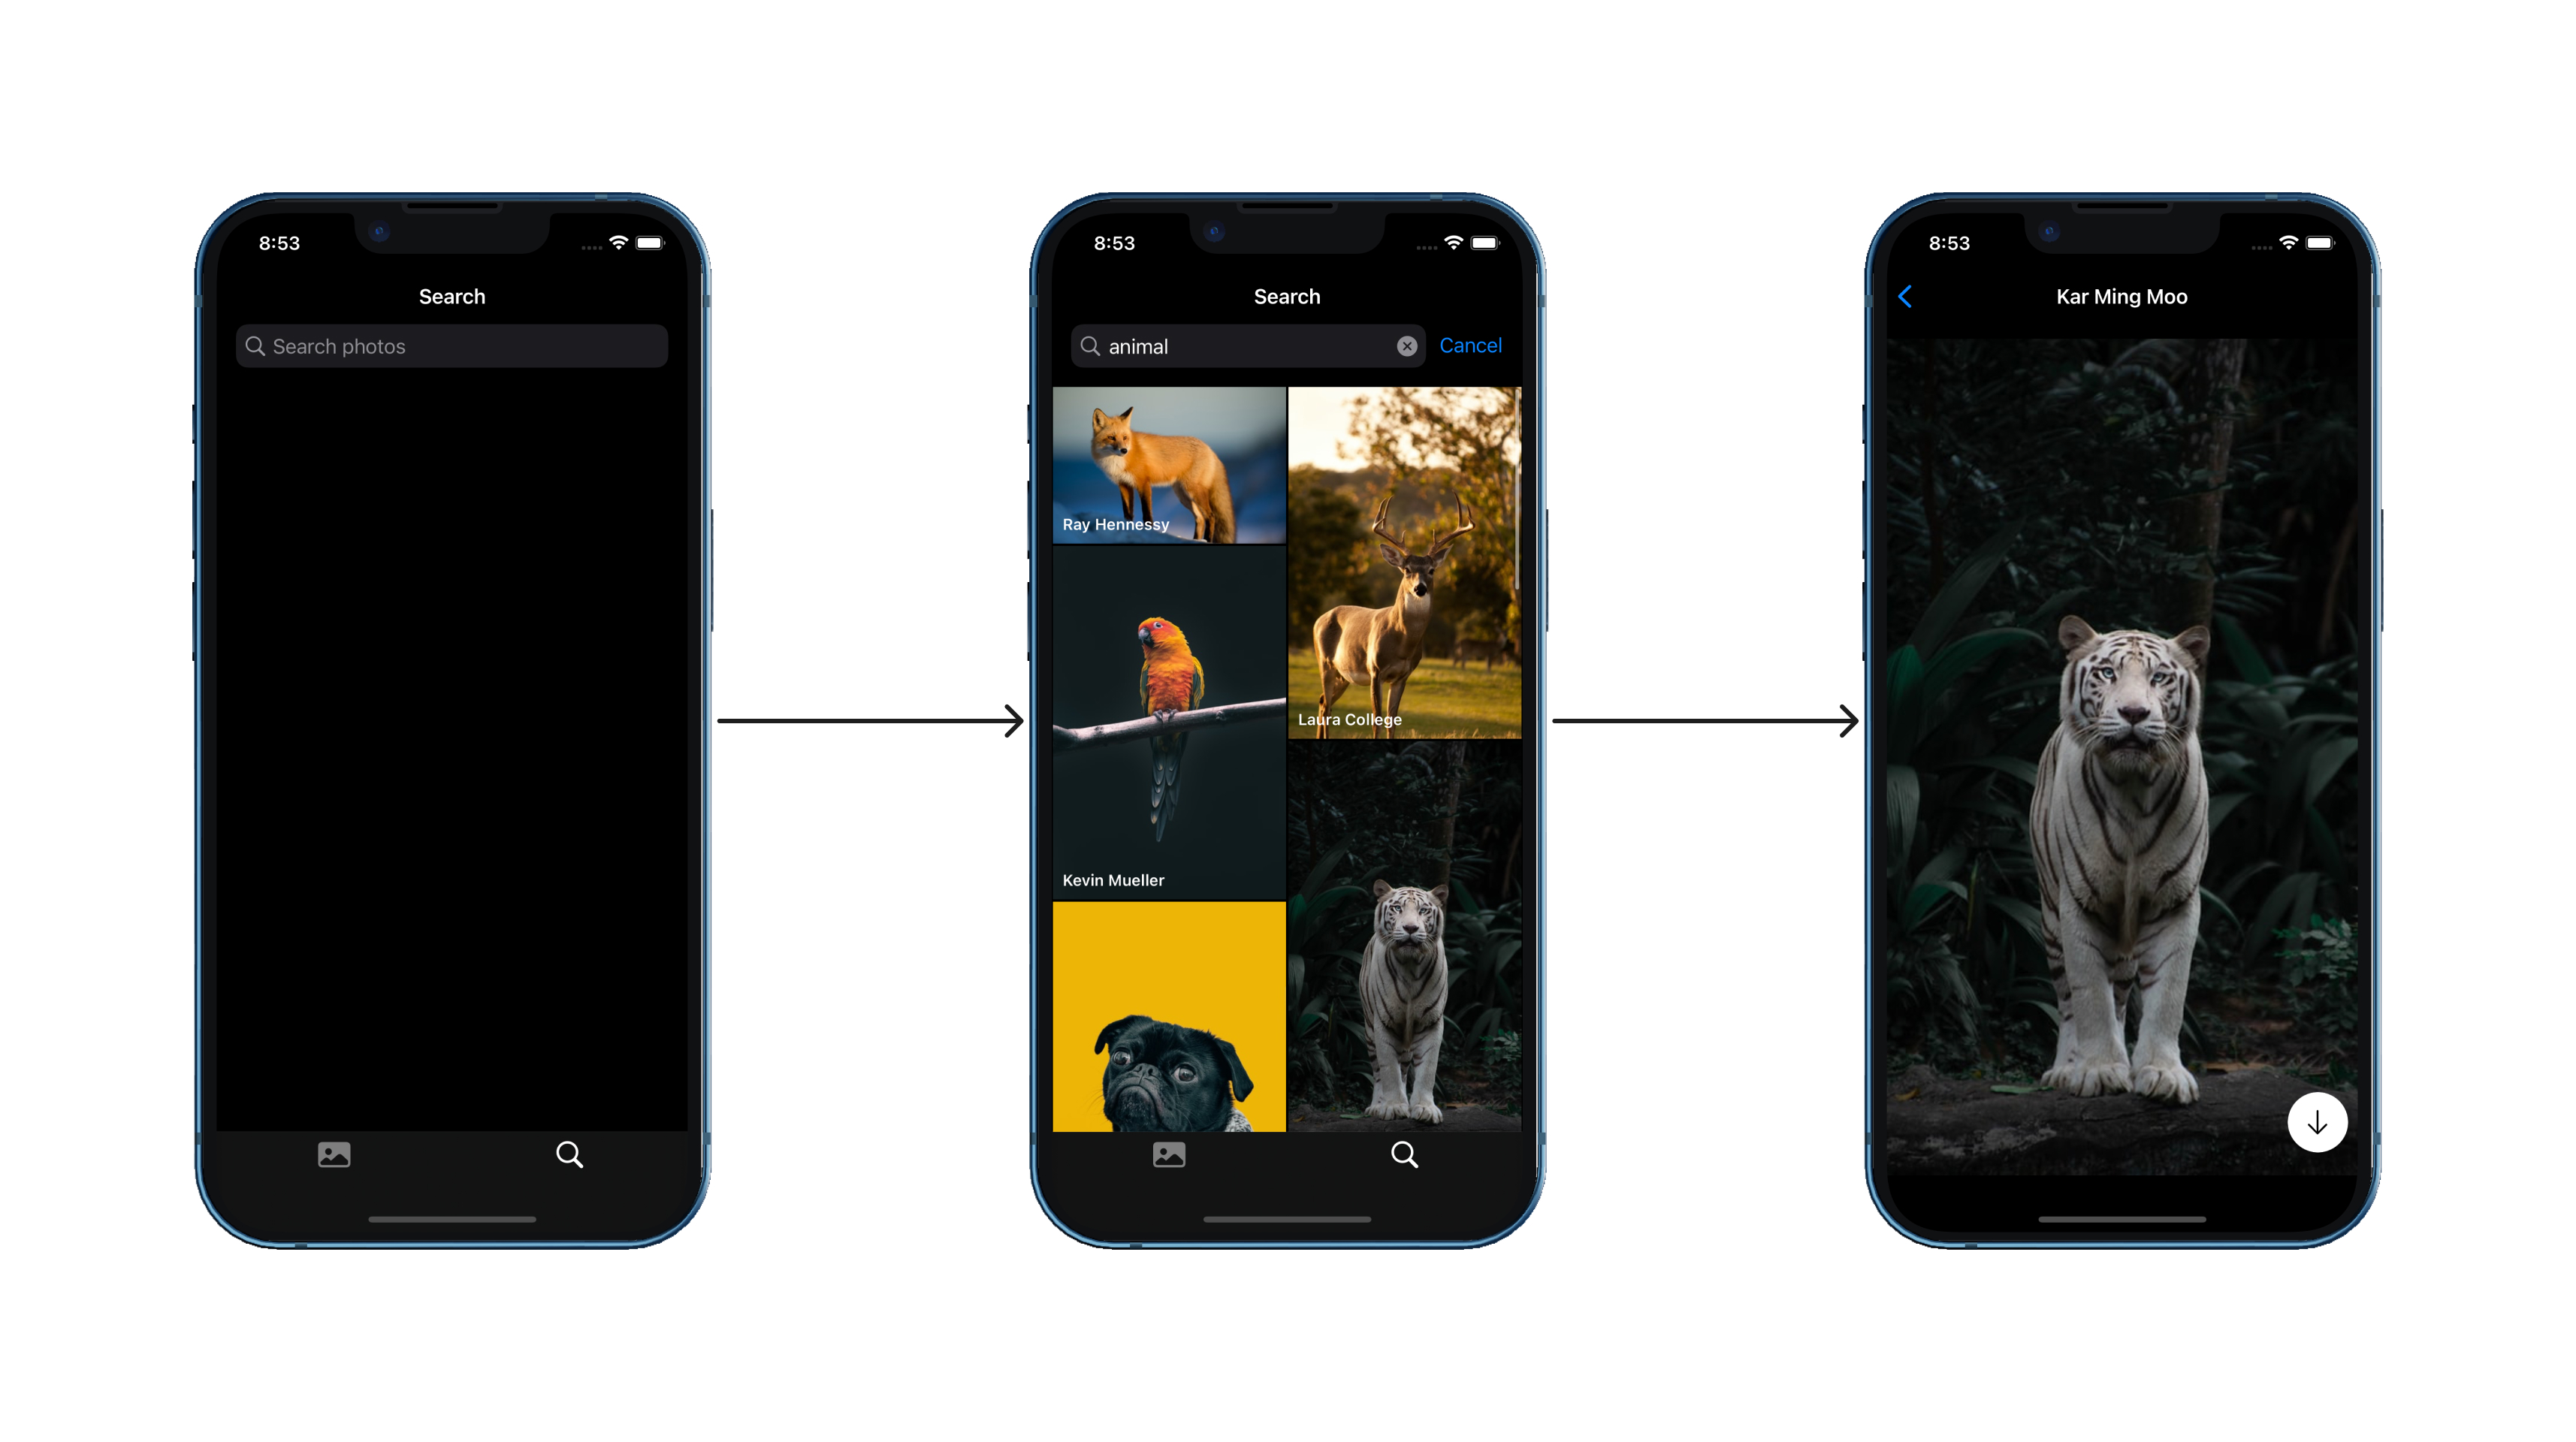 8:53
Search
Search photos
8:53
Search
animal
Cancel
Ray Hennessy
Laura College
Kevin Mueller
8:53
Kar Ming Moo